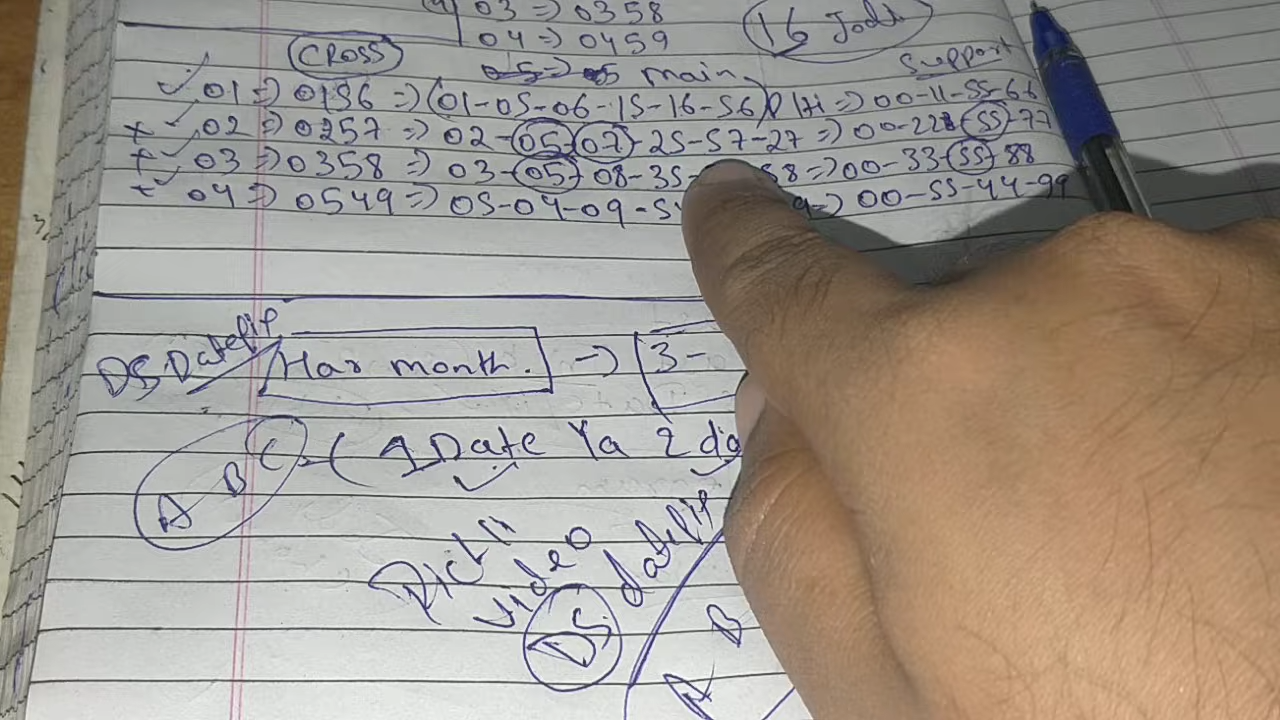 03 => 0358
04 => 0459
16 Jodi
CROSS
main
Support
01 => 0156 => (01-05-06-15-16-56) => 00-11-55-66
02 => 0257 => 02-05-07-25-57-27 => 00-22-55-77
03 => 0358 => 03-05-08-35- 58 => 00-33-55-88
04 => 0549 => 05-04-09-5 9 => 00-55-44-99
DS Datefix
Har month. -> 3-
A B C - ( 1 Date Ya 2
Video
DS datefix
A B